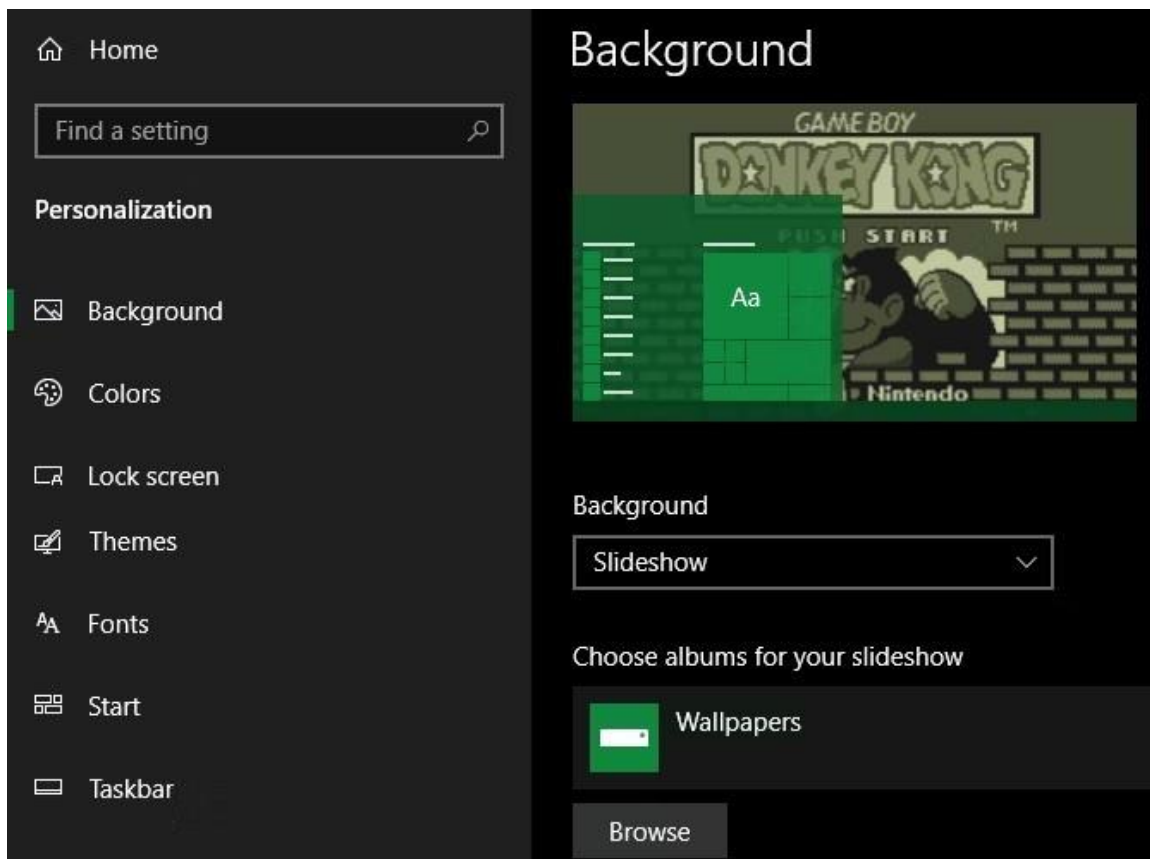 Home
Find a setting
Personalization
Background
Colors
Lock screen
Themes
Fonts
Start
Taskbar
Background
GAME BOY
DONKEY KONG
TM
PUSH START
Aa
Nintendo
Background
Slideshow
Choose albums for your slideshow
Wallpapers
Browse